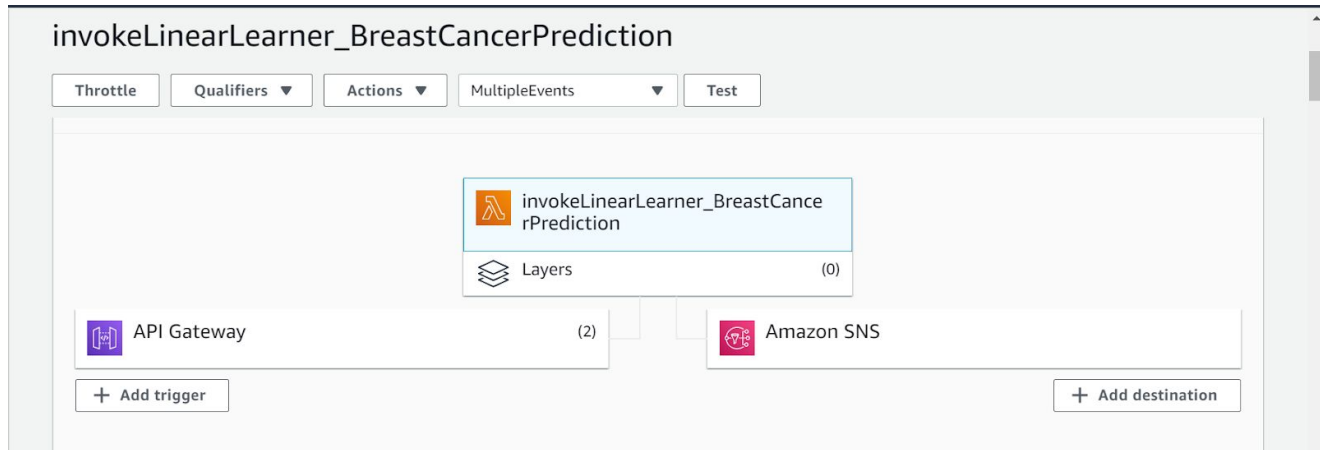 invokeLinearLearner_BreastCancerPrediction
Throttle Qualifiers Actions MultipleEvents Test
invokeLinearLearner_BreastCance
rPrediction
Layers (0)
API Gateway (2) Amazon SNS
+ Add trigger + Add destination